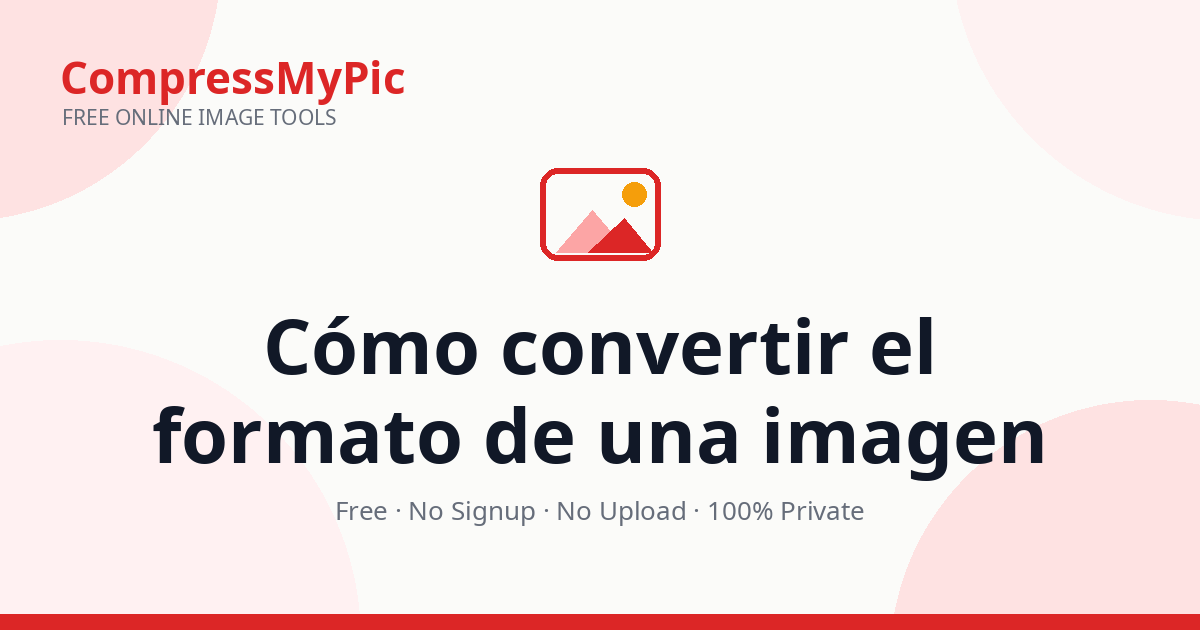 CompressMyPic
FREE ONLINE IMAGE TOOLS
Cómo convertir el
formato de una imagen
Free · No Signup · No Upload · 100% Private